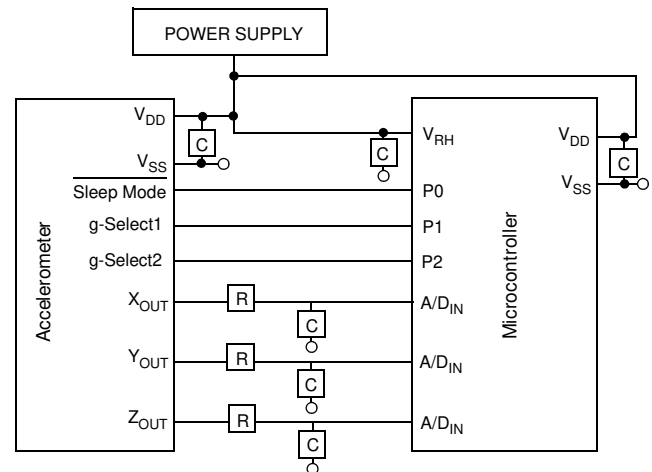 POWER SUPPLY
Accelerometer
V_DD
C
V_SS
Sleep Mode
g-Select1
g-Select2
X_OUT
R
C
Y_OUT
R
C
Z_OUT
R
C
C
Microcontroller
V_RH
P0
P1
P2
A/D_IN
A/D_IN
A/D_IN
V_DD
C
V_SS